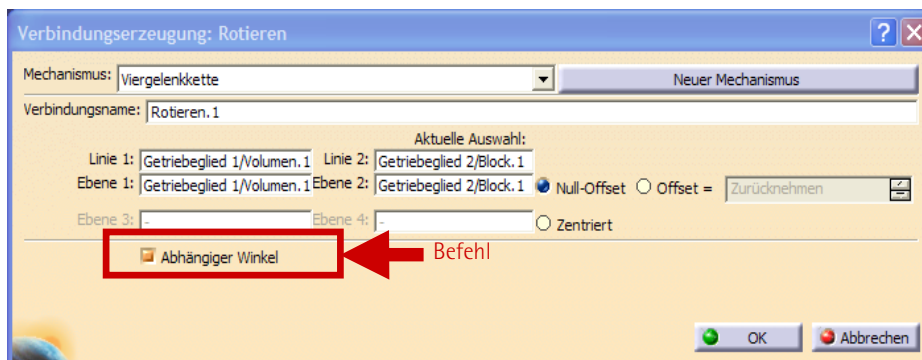 Verbindungserzeugung: Rotieren
Mechanismus: Viergelenkkette Neuer Mechanismus
Verbindungsname: Rotieren.1
Aktuelle Auswahl:
Linie 1: Getriebeglied 1/Volumen.1 Linie 2: Getriebeglied 2/Block.1
Ebene 1: Getriebeglied 1/Volumen.1 Ebene 2: Getriebeglied 2/Block.1 Null-Offset Offset = Zurücknehmen
Ebene 3: - Ebene 4: - Zentriert
Abhängiger Winkel Befehl
OK Abbrechen